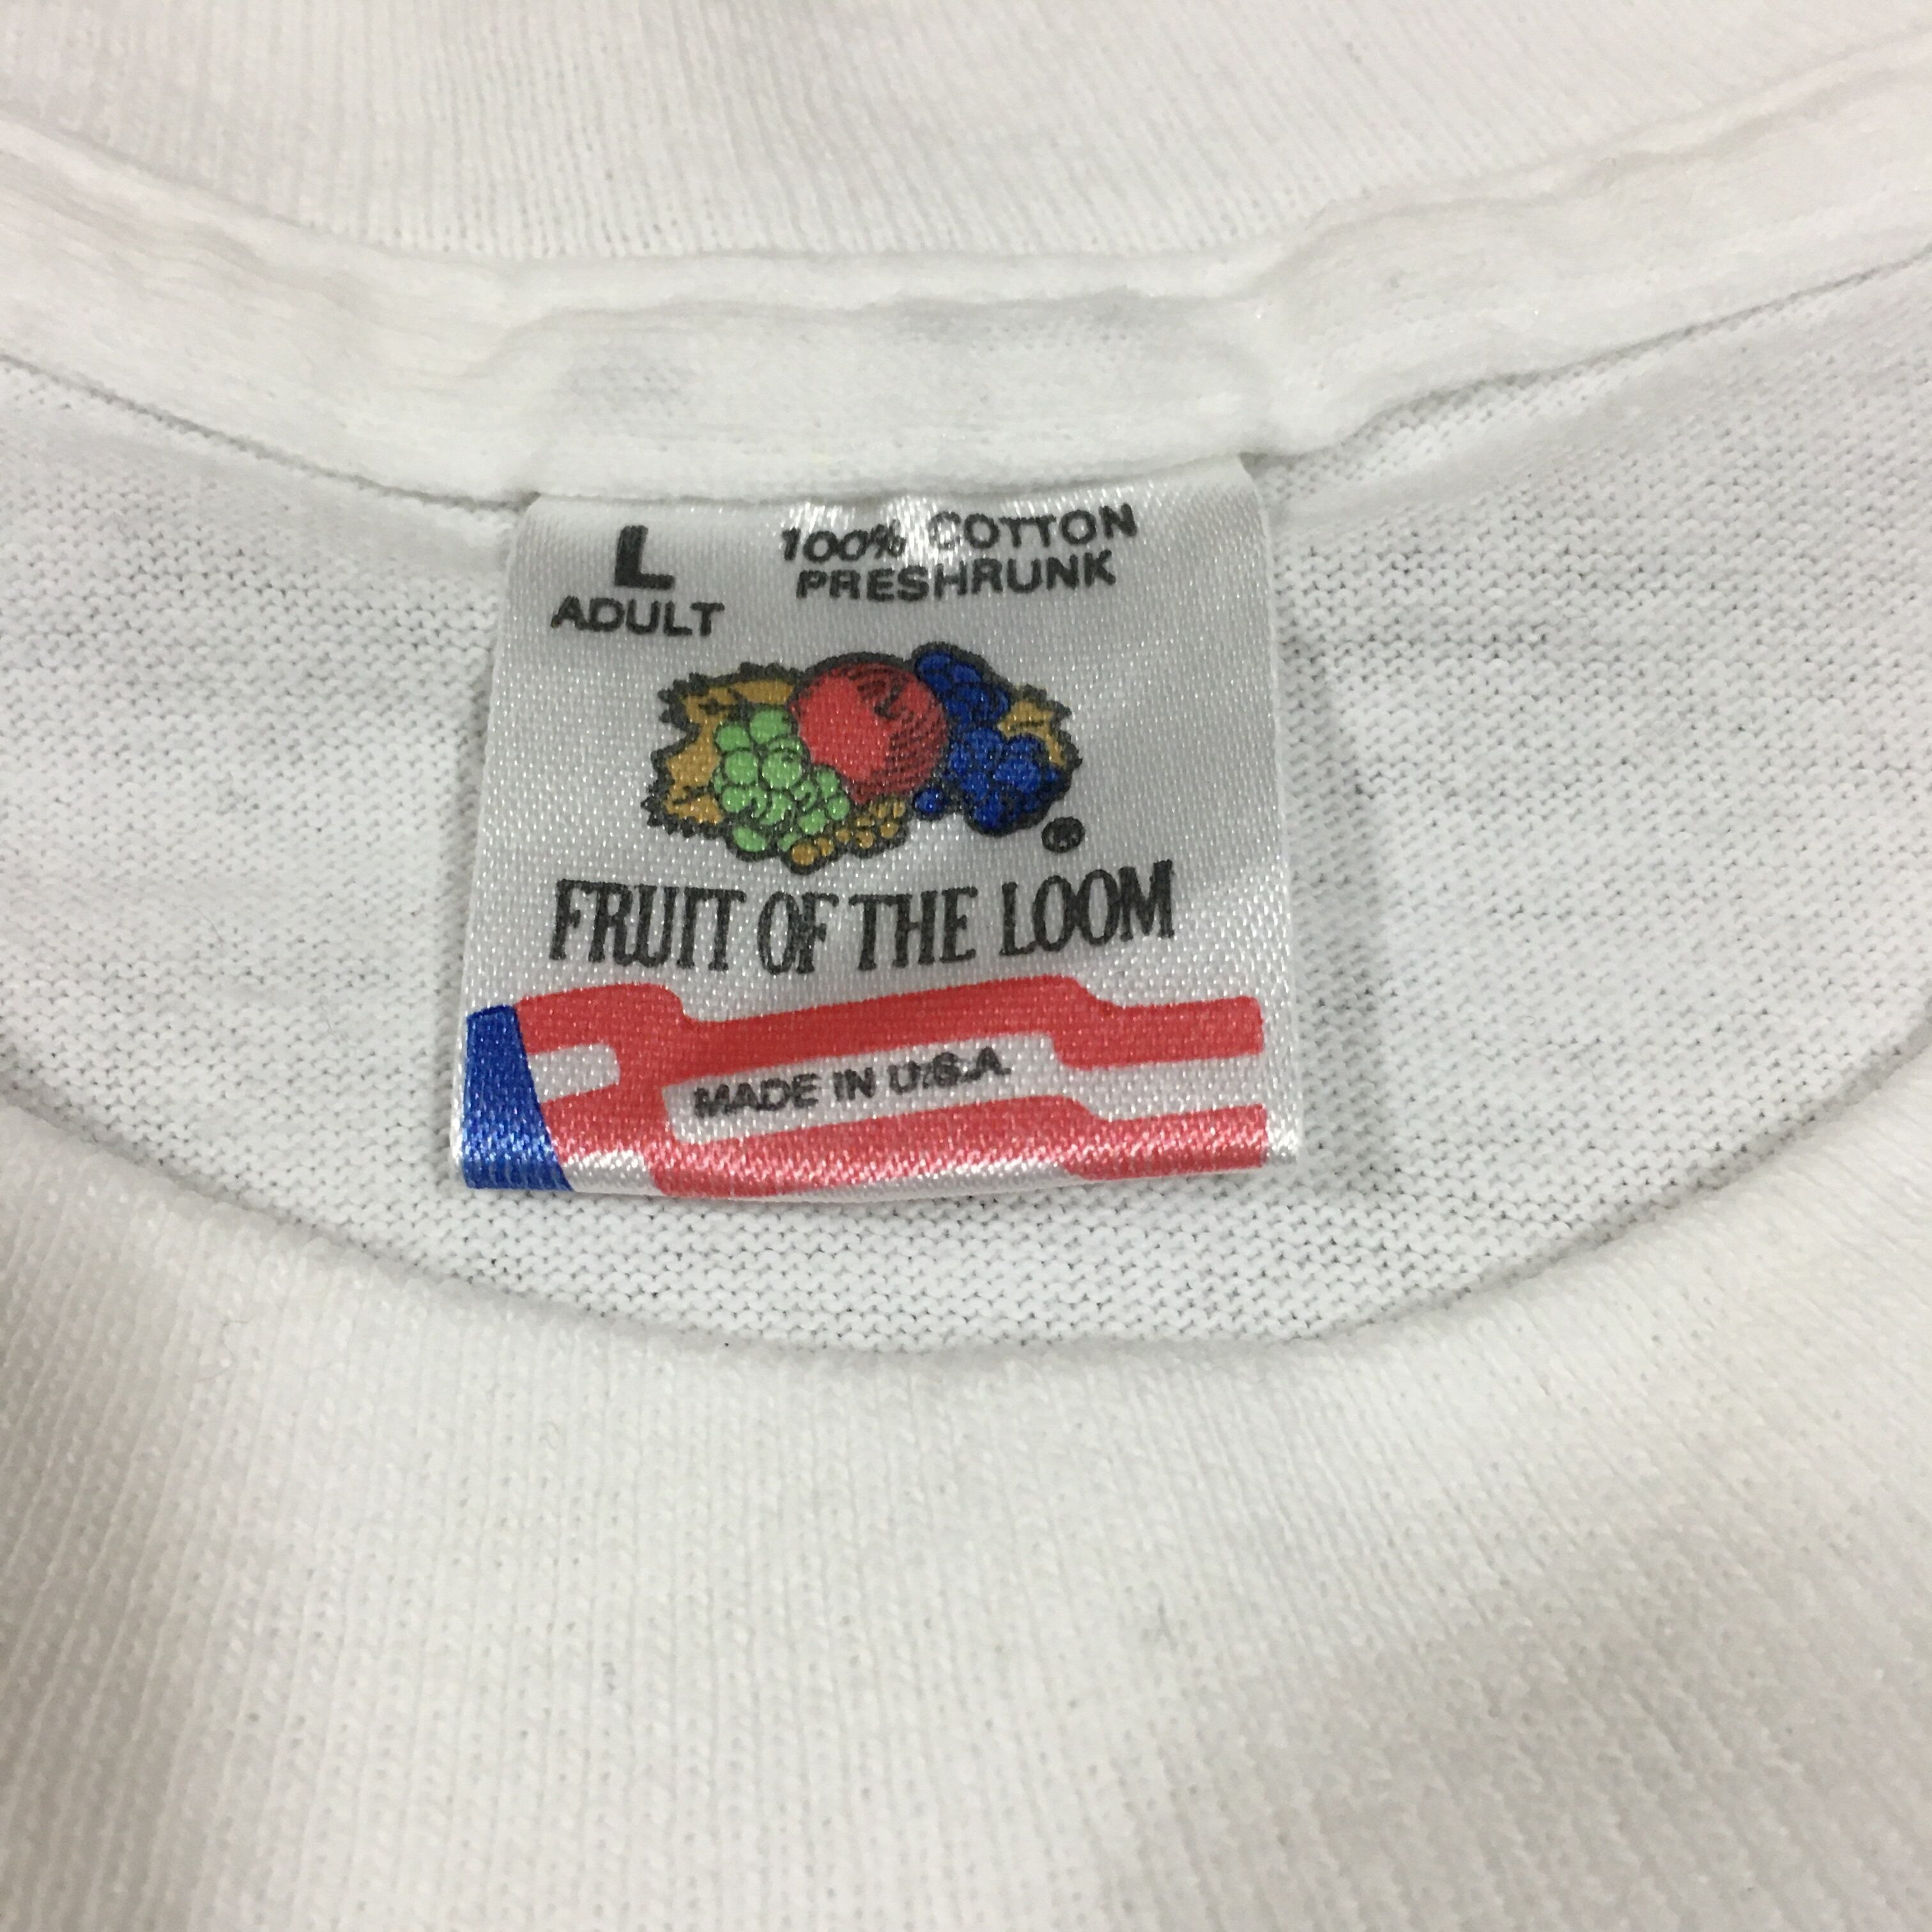 L
ADULT
100% COTTON
PRESHRUNK
®
FRUIT OF THE LOOM
MADE IN U.S.A.